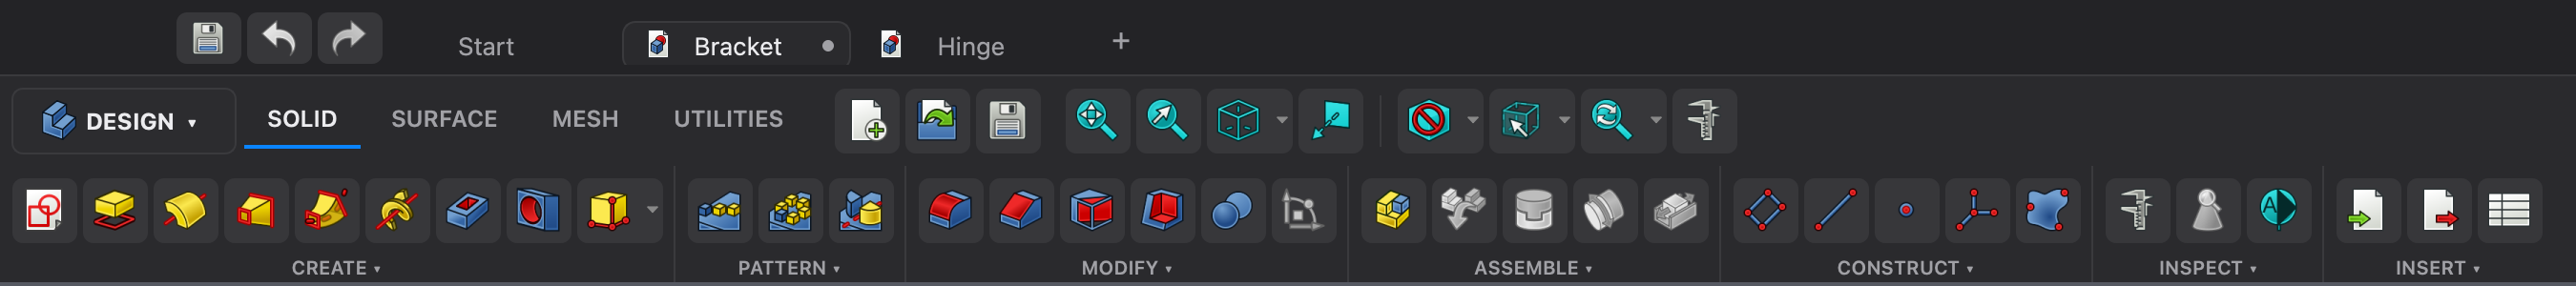 Start
Bracket
Hinge
DESIGN
SOLID
SURFACE
MESH
UTILITIES
CREATE
PATTERN
MODIFY
ASSEMBLE
CONSTRUCT
INSPECT
INSERT